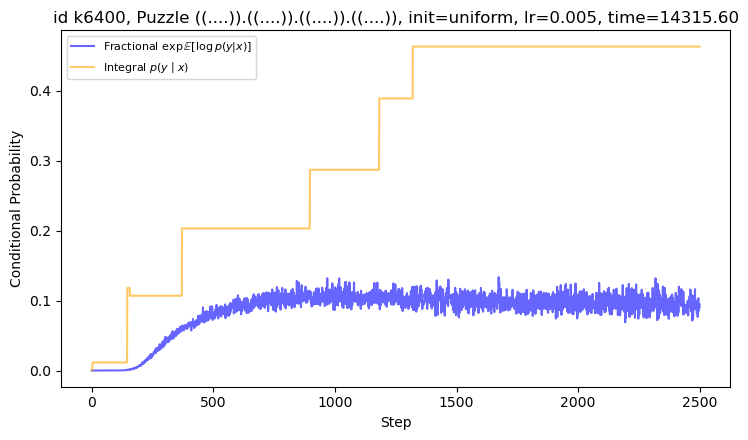 id k6400, Puzzle ((....)).((....)).((....)).((....)), init=uniform, lr=0.005, time=14315.60
Fractional exp𝔼[log p(y|x)]
Integral p(y | x)
Conditional Probability
0.4
0.3
0.2
0.1
0.0
0 500 1000 1500 2000 2500
Step